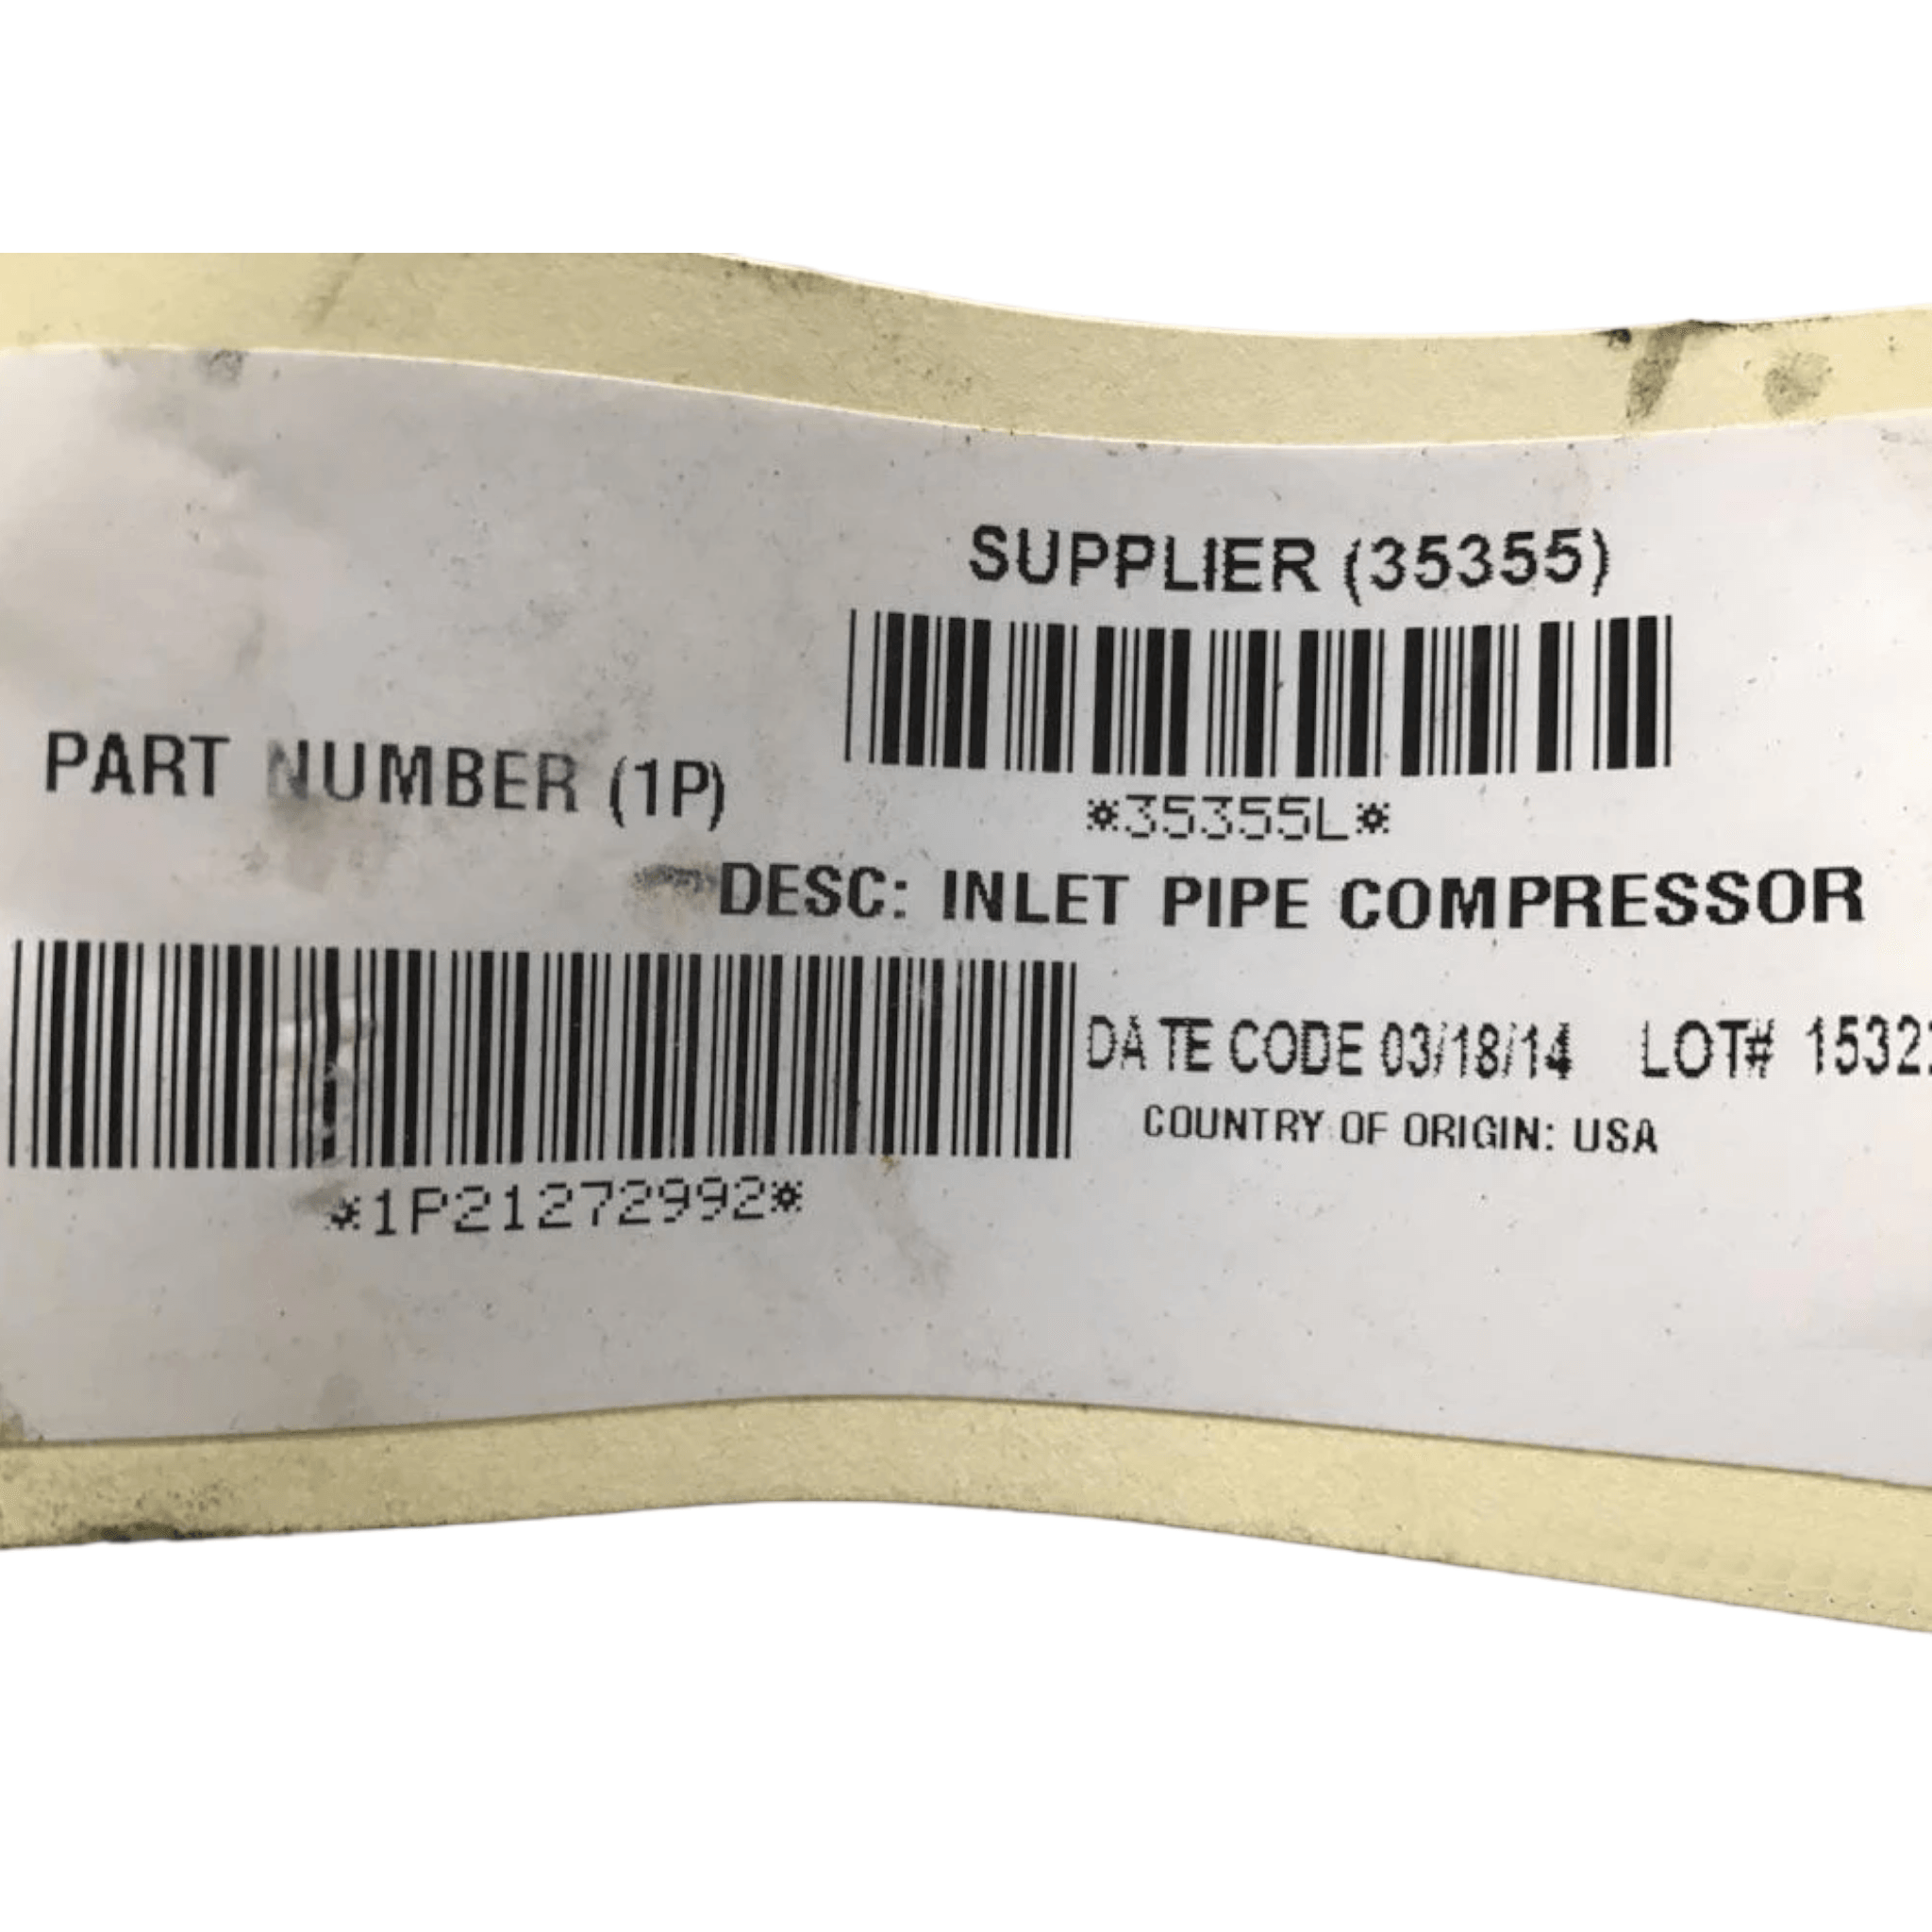 SUPPLIER (35355)
*35355L*
PART NUMBER (1P)
DESC: INLET PIPE COMPRESSOR
*1P21272992*
DATE CODE 03/18/14 LOT#
COUNTRY OF ORIGIN: USA